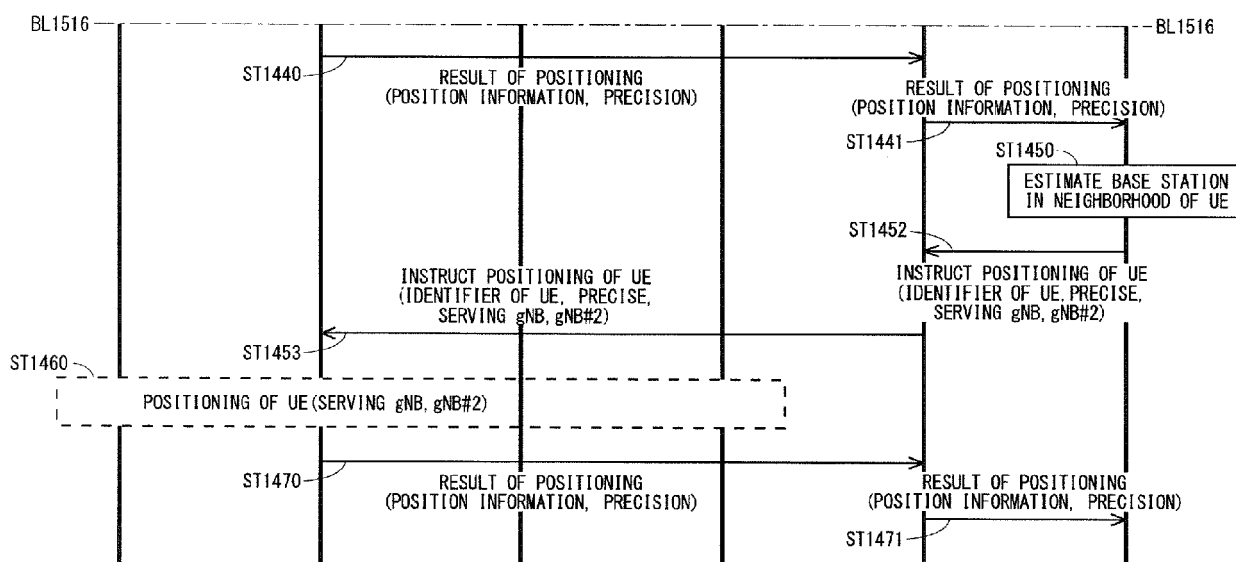 BL1516
BL1516
ST1440
RESULT OF POSITIONING
(POSITION INFORMATION, PRECISION)
RESULT OF POSITIONING
(POSITION INFORMATION, PRECISION)
ST1441
ST1450
ESTIMATE BASE STATION
IN NEIGHBORHOOD OF UE
ST1452
INSTRUCT POSITIONING OF UE
(IDENTIFIER OF UE, PRECISE,
SERVING gNB, gNB#2)
INSTRUCT POSITIONING OF UE
(IDENTIFIER OF UE, PRECISE,
SERVING gNB, gNB#2)
ST1453
ST1460
POSITIONING OF UE(SERVING gNB, gNB#2)
ST1470
RESULT OF POSITIONING
(POSITION INFORMATION, PRECISION)
RESULT OF POSITIONING
(POSITION INFORMATION, PRECISION)
ST1471